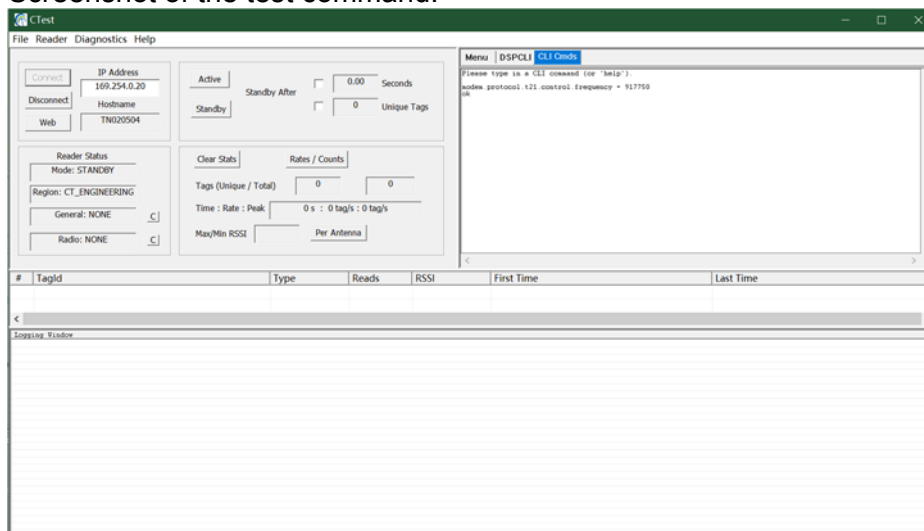 Screenshot of the test command:
CTest
File Reader Diagnostics Help
Connect
IP Address
169.254.0.20
Disconnect
Hostname
Web
TN020504
Active
Standby After
0.00 Seconds
Standby
0 Unique Tags
Reader Status
Mode: STANDBY
Region: CT_ENGINEERING
General: NONE C
Radio: NONE C
Clear Stats Rates / Counts
Tags (Unique / Total) 0 0
Time : Rate : Peak 0 s : 0 tag/s : 0 tag/s
Max/Min RSSI Per Antenna
Menu DSPCLI CLI Cmds
Please type in a CLI command (or 'help').
modem.protocol.t21.control.frequency = 917750
ok
# TagId Type Reads RSSI First Time Last Time
Logging Window